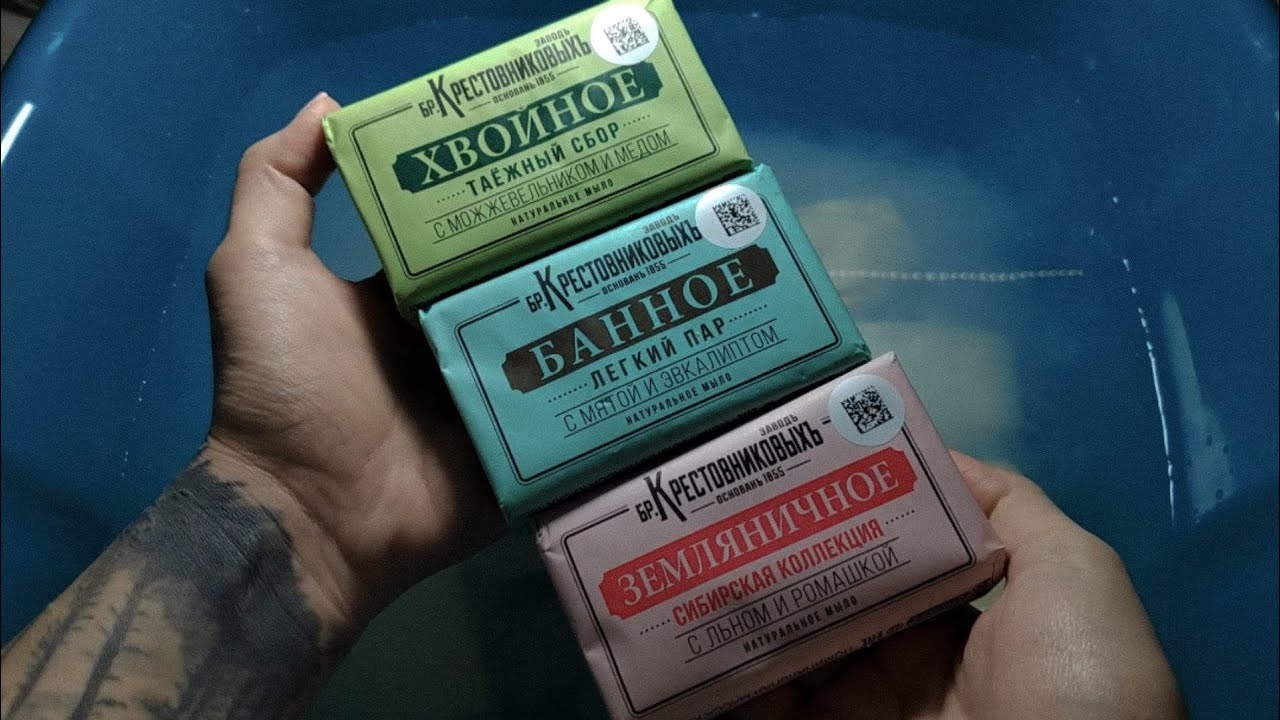 ЗАВОДЪ
БР. КРЕСТОВНИКОВЫХЪ
ОСНОВАНЪ 1855
ХВОЙНОЕ
ТАЁЖНЫЙ СБОР
С МОЖЖЕВЕЛЬНИКОМ И МЕДОМ
НАТУРАЛЬНОЕ МЫЛО
ЗАВОДЪ
БР. КРЕСТОВНИКОВЫХЪ
ОСНОВАНЪ 1855
БАННОЕ
ЛЕГКИЙ ПАР
С МЯТОЙ И ЭВКАЛИПТОМ
НАТУРАЛЬНОЕ МЫЛО
ЗАВОДЪ
БР. КРЕСТОВНИКОВЫХЪ
ОСНОВАНЪ 1855
ЗЕМЛЯНИЧНОЕ
СИБИРСКАЯ КОЛЛЕКЦИЯ
С ЛЬНОМ И РОМАШКОЙ
НАТУРАЛЬНОЕ МЫЛО